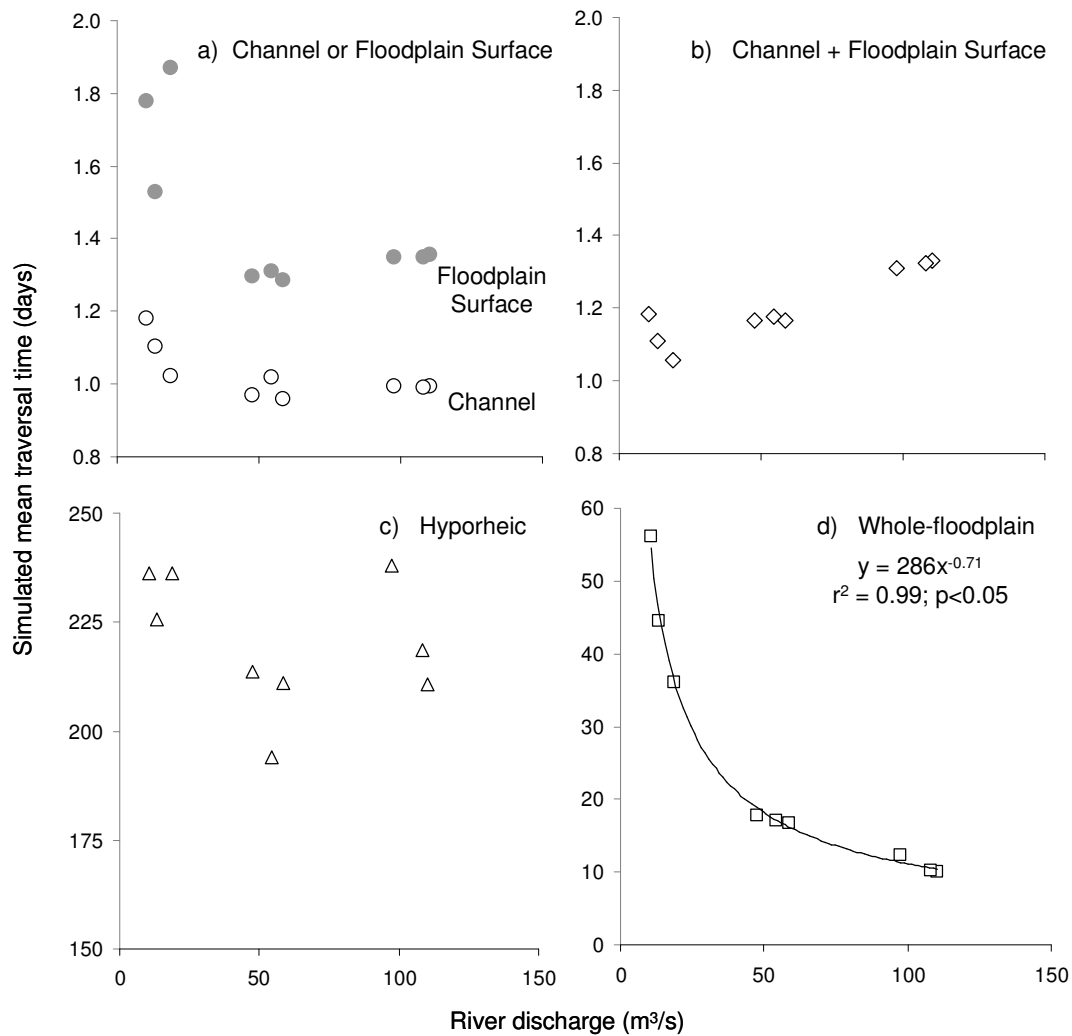 Simulated mean traversal time (days)
a) Channel or Floodplain Surface
2.0
1.8
1.6
1.4
1.2
1.0
0.8
Floodplain
Surface
Channel
b) Channel + Floodplain Surface
2.0
1.8
1.6
1.4
1.2
1.0
0.8
c) Hyporheic
250
225
200
175
150
0 50 100 150
d) Whole-floodplain
y = 286x^-0.71
r² = 0.99; p<0.05
60
50
40
30
20
10
0
0 50 100 150
River discharge (m³/s)